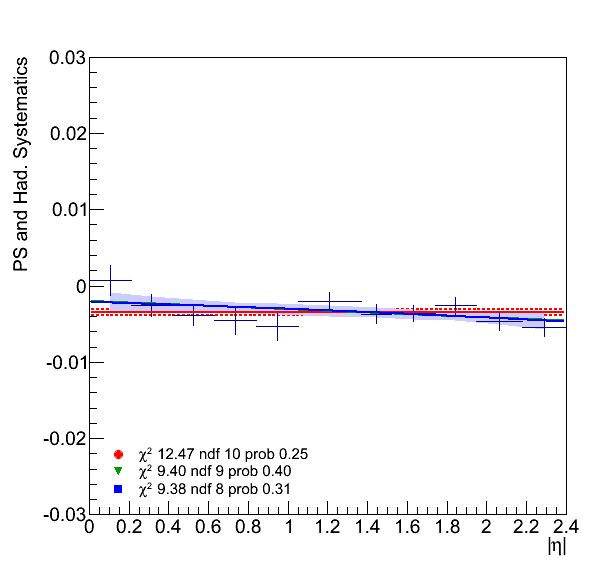 PS and Had. Systematics
0.03
0.02
0.01
0
-0.01
-0.02
-0.03
χ² 12.47 ndf 10 prob 0.25
χ² 9.40 ndf 9 prob 0.40
χ² 9.38 ndf 8 prob 0.31
0 0.2 0.4 0.6 0.8 1 1.2 1.4 1.6 1.8 2 2.2 2.4
|η|